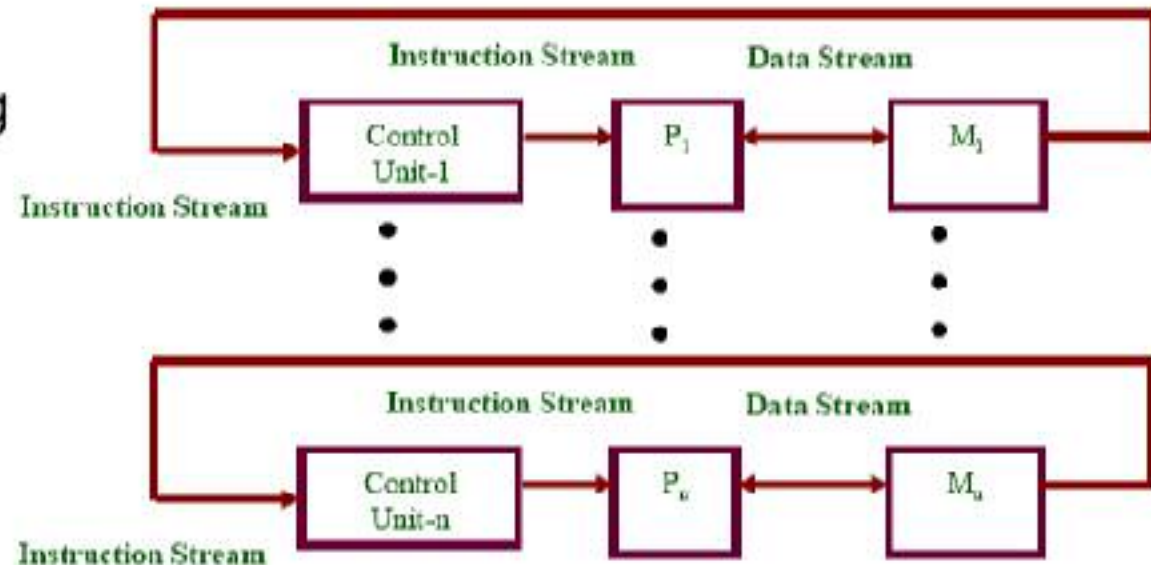 Instruction Stream Data Stream
g
Control P1 M1
Unit-1
Instruction Stream
Instruction Stream Data Stream
Control Pn Mn
Unit-n
Instruction Stream